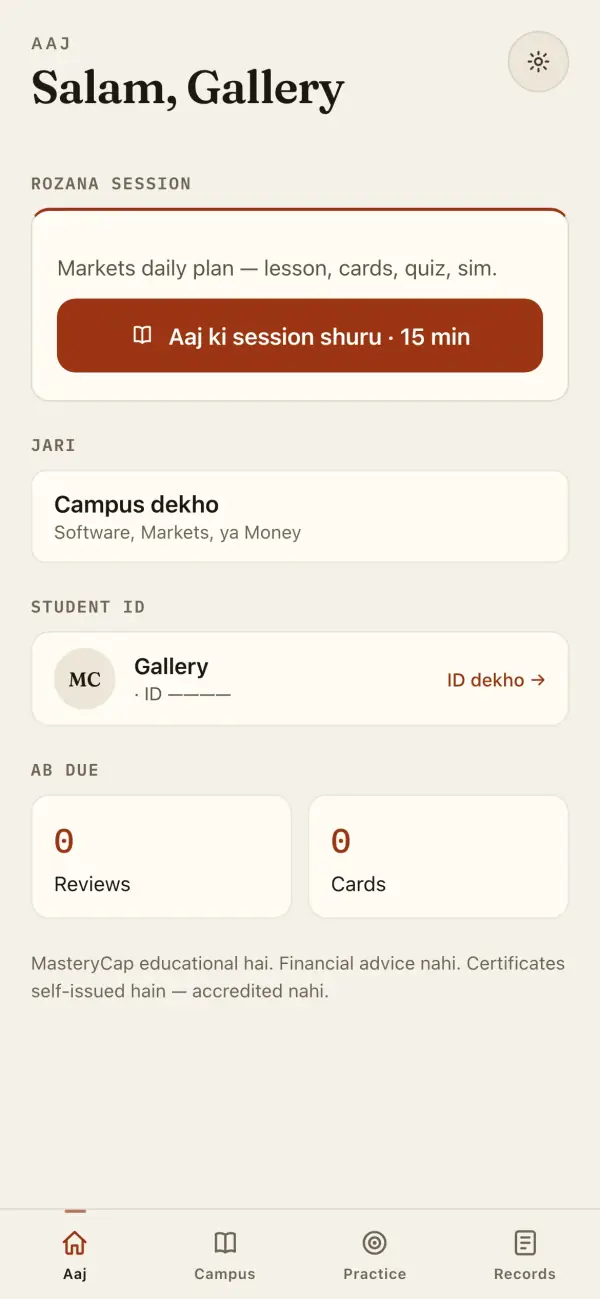 AAJ
Salam, Gallery
ROZANA SESSION
Markets daily plan — lesson, cards, quiz, sim.
Aaj ki session shuru · 15 min
JARI
Campus dekho
Software, Markets, ya Money
STUDENT ID
MC
Gallery
· ID ————
ID dekho →
AB DUE
0
Reviews
0
Cards
MasteryCap educational hai. Financial advice nahi. Certificates
self-issued hain — accredited nahi.
Aaj
Campus
Practice
Records